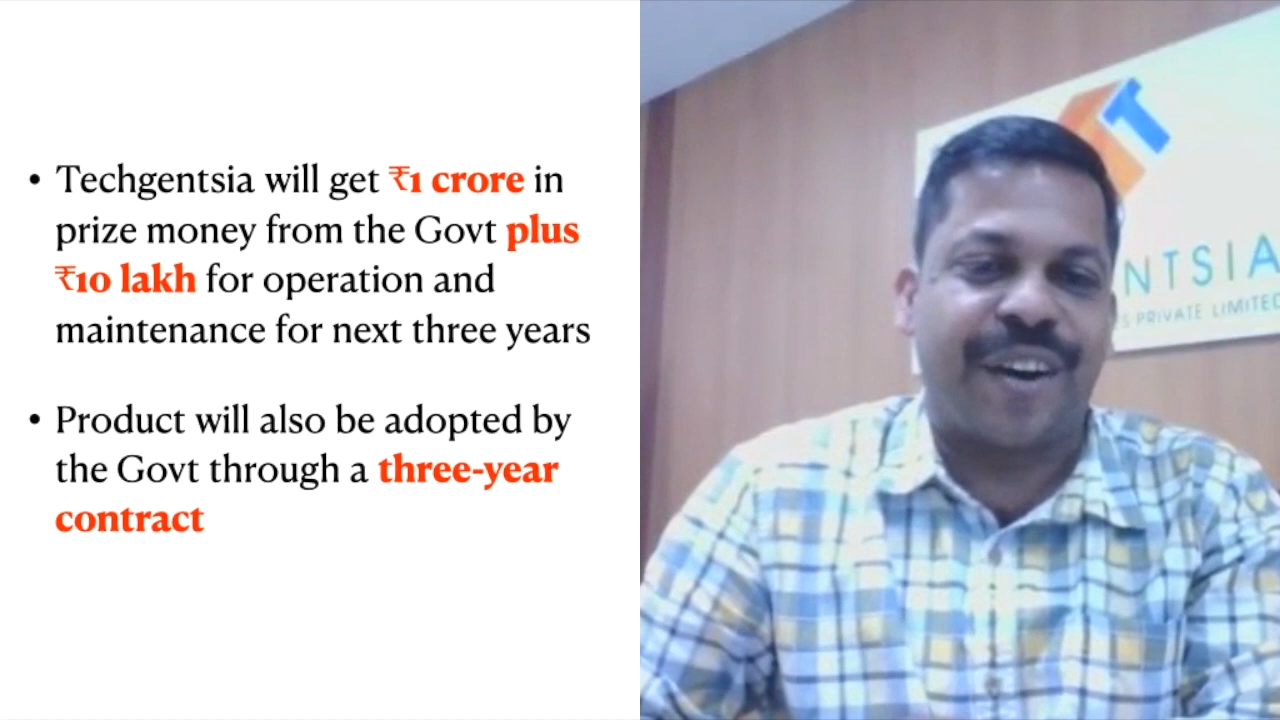 • Techgentsia will get ₹1 crore in
prize money from the Govt plus
₹10 lakh for operation and
maintenance for next three years
• Product will also be adopted by
the Govt through a three-year
contract
T
NTSIA
S PRIVATE LIMITED